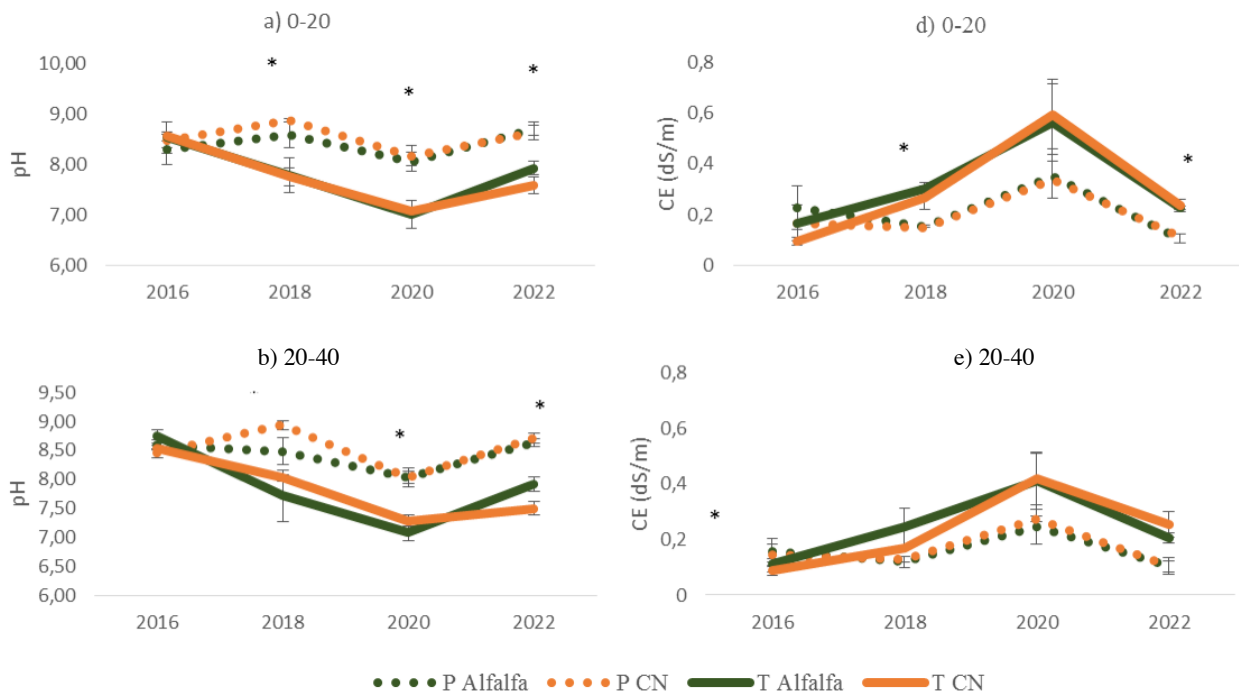 a) 0-20
10,00
9,00
8,00
7,00
6,00
pH
* * *
2016 2018 2020 2022
d) 0-20
0,8
0,6
0,4
0,2
0
CE (dS/m)
* *
2016 2018 2020 2022
b) 20-40
9,50
9,00
8,50
8,00
7,50
7,00
6,50
6,00
pH
* *
2016 2018 2020 2022
e) 20-40
0,8
0,6
0,4
0,2
0
CE (dS/m)
*
2016 2018 2020 2022
P Alfalfa P CN T Alfalfa T CN